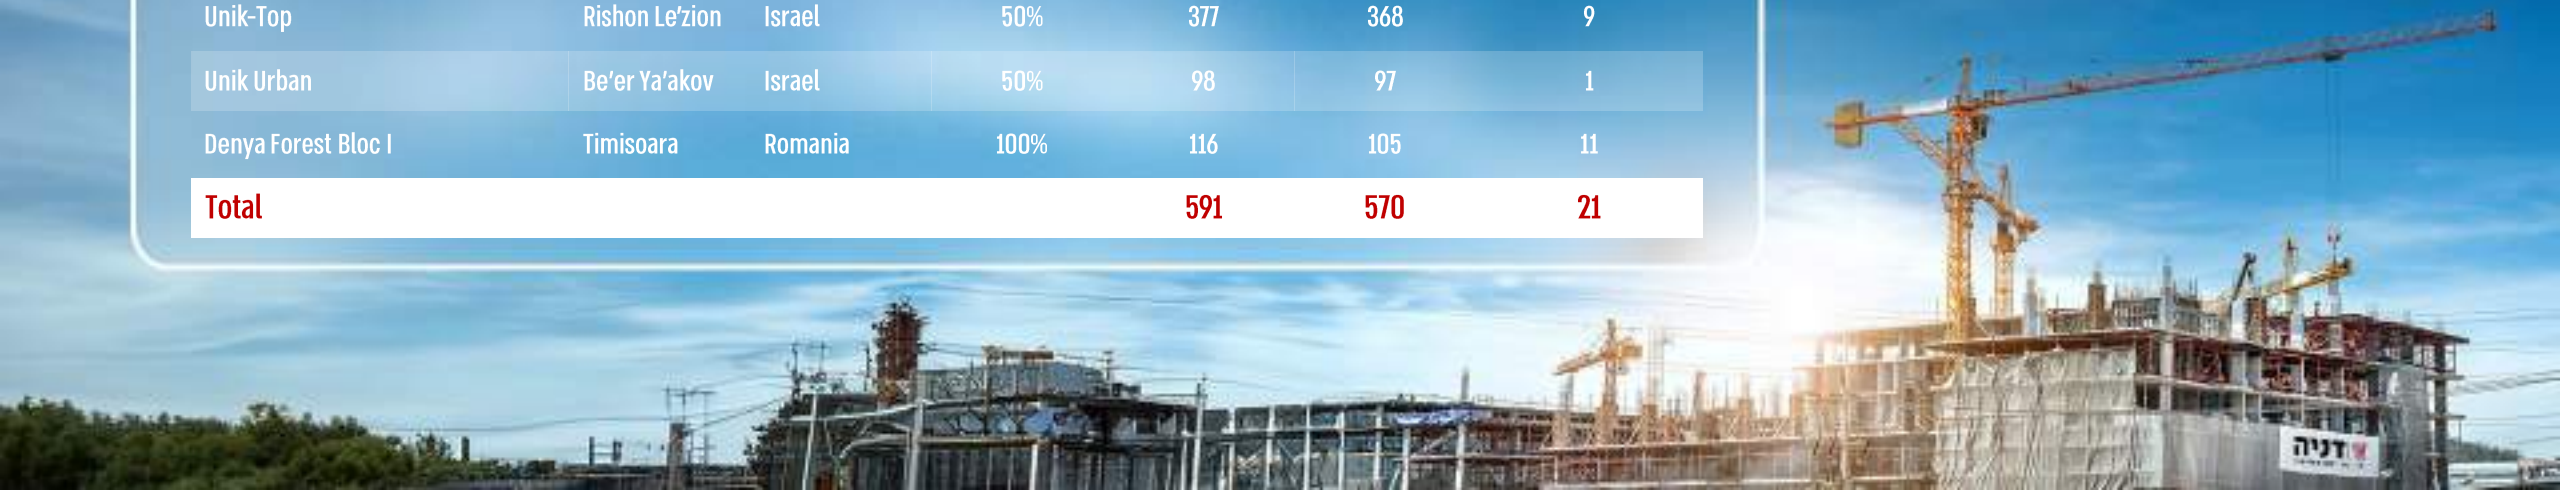 Unik-Top Rishon Le'zion Israel 50% 377 368 9
Unik Urban Be'er Ya'akov Israel 50% 98 97 1
Denya Forest Bloc I Timisoara Romania 100% 116 105 11
Total 591 570 21
דניה